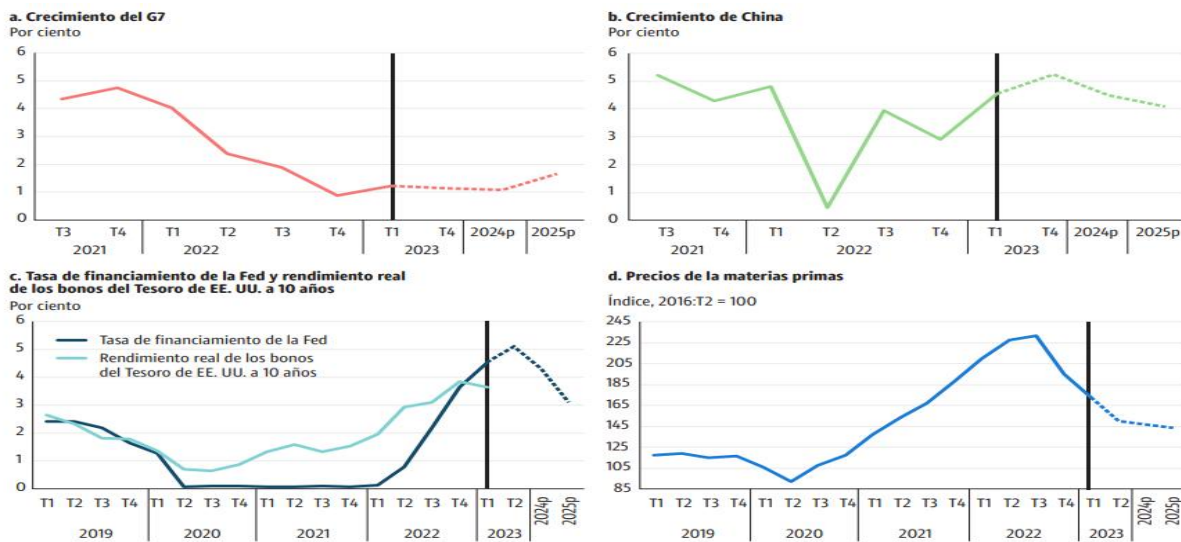 a. Crecimiento del G7
Por ciento
6
5
4
3
2
1
0
T3 T4 T1 T2 T3 T4 T1 T4 2024p 2025p
2021 2022 2023
b. Crecimiento de China
Por ciento
6
5
4
3
2
1
0
T3 T4 T1 T2 T3 T4 T1 T4 2024p 2025p
2021 2022 2023
c. Tasa de financiamiento de la Fed y rendimiento real
de los bonos del Tesoro de EE. UU. a 10 años
Por ciento
6
5
4
3
2
1
0
Tasa de financiamiento de la Fed
Rendimiento real de los bonos
del Tesoro de EE. UU. a 10 años
T1 T2 T3 T4 T1 T2 T3 T4 T1 T2 T3 T4 T1 T2 T3 T4 T1 T2 2024p 2025p
2019 2020 2021 2022 2023
d. Precios de la materias primas
Índice, 2016:T2 = 100
245
225
205
185
165
145
125
105
85
T1 T2 T3 T4 T1 T2 T3 T4 T1 T2 T3 T4 T1 T2 T3 T4 T1 T2 2024p 2025p
2019 2020 2021 2022 2023